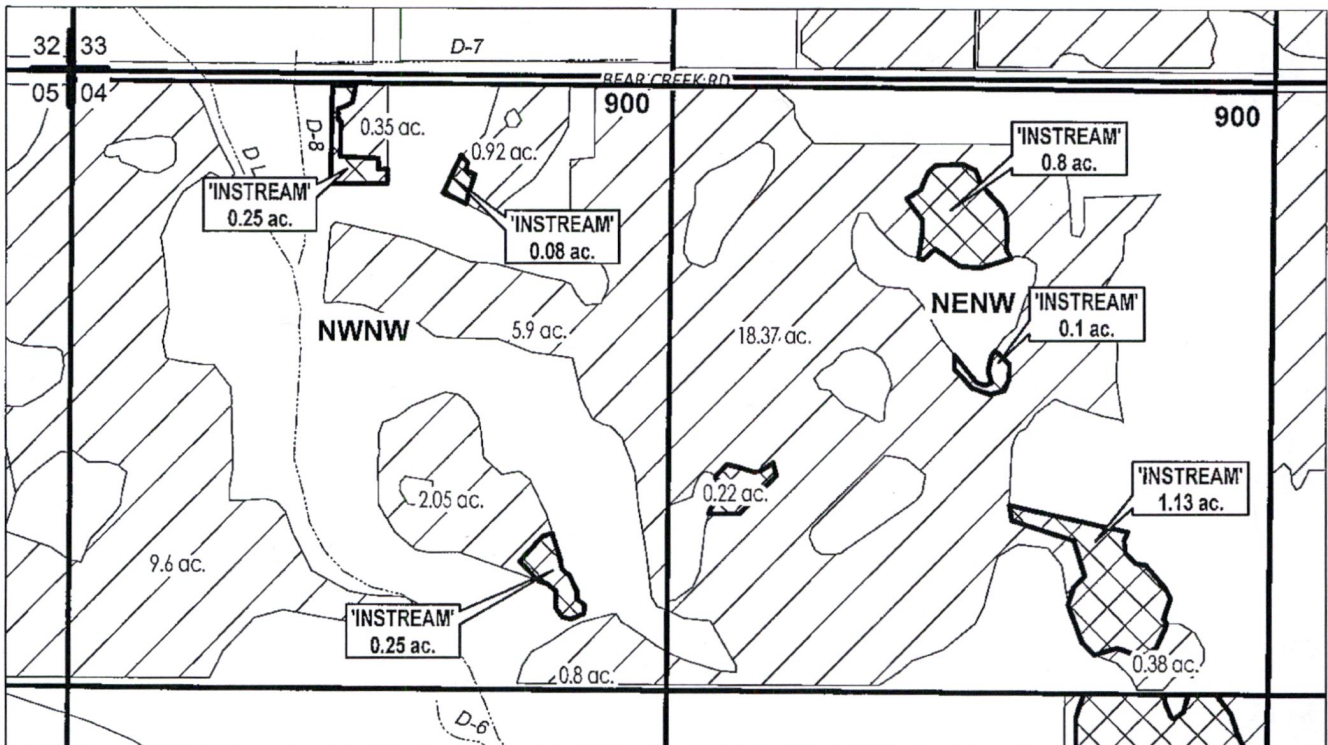 32 33
D-7
BEAR CREEK RD
05 04
900
900
D-8
0.35 ac.
0.92 ac.
'INSTREAM'
0.8 ac.
'INSTREAM'
0.25 ac.
'INSTREAM'
0.08 ac.
NWNW
5.9 ac.
18.37 ac.
NENW
'INSTREAM'
0.1 ac.
2.05 ac.
0.22 ac.
'INSTREAM'
1.13 ac.
9.6 ac.
'INSTREAM'
0.25 ac.
0.8 ac.
0.38 ac.
D-6